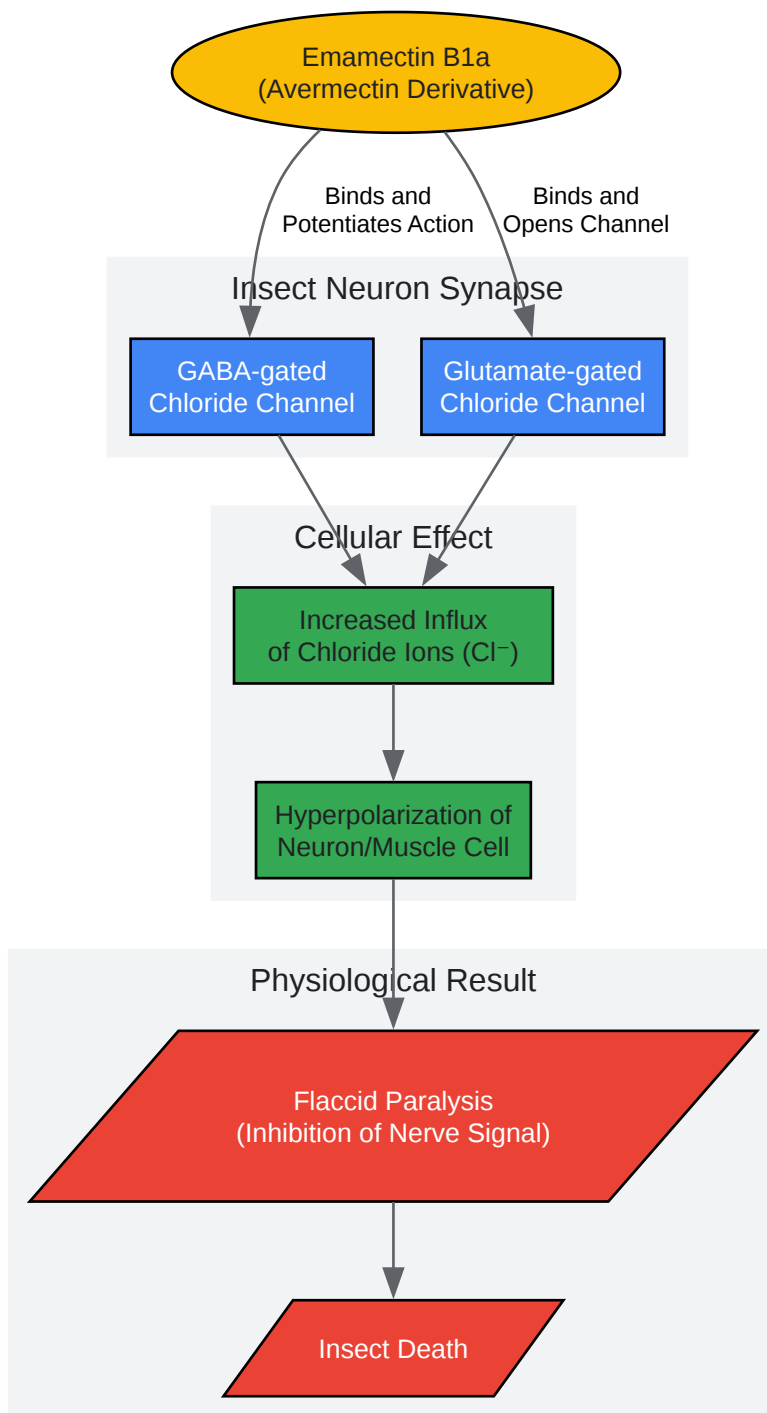 Emamectin B1a
(Avermectin Derivative)
Binds and
Potentiates Action
Binds and
Opens Channel
Insect Neuron Synapse
GABA-gated
Chloride Channel
Glutamate-gated
Chloride Channel
Cellular Effect
Increased Influx
of Chloride Ions (Cl⁻)
Hyperpolarization of
Neuron/Muscle Cell
Physiological Result
Flaccid Paralysis
(Inhibition of Nerve Signal)
Insect Death